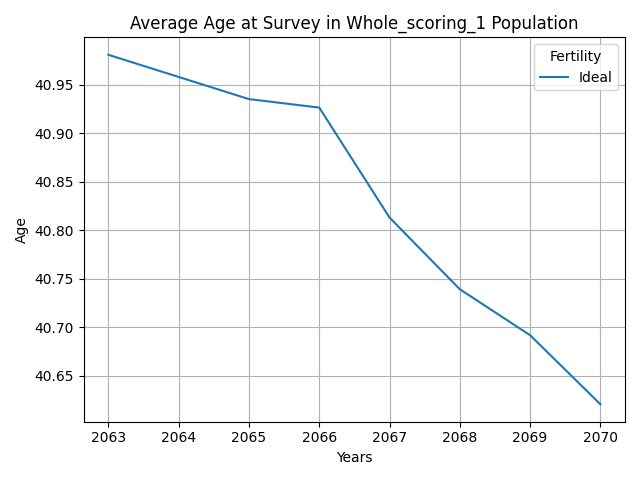 Average Age at Survey in Whole_scoring_1 Population
Fertility
Ideal
40.95
40.90
40.85
40.80
40.75
40.70
40.65
Age
2063 2064 2065 2066 2067 2068 2069 2070
Years